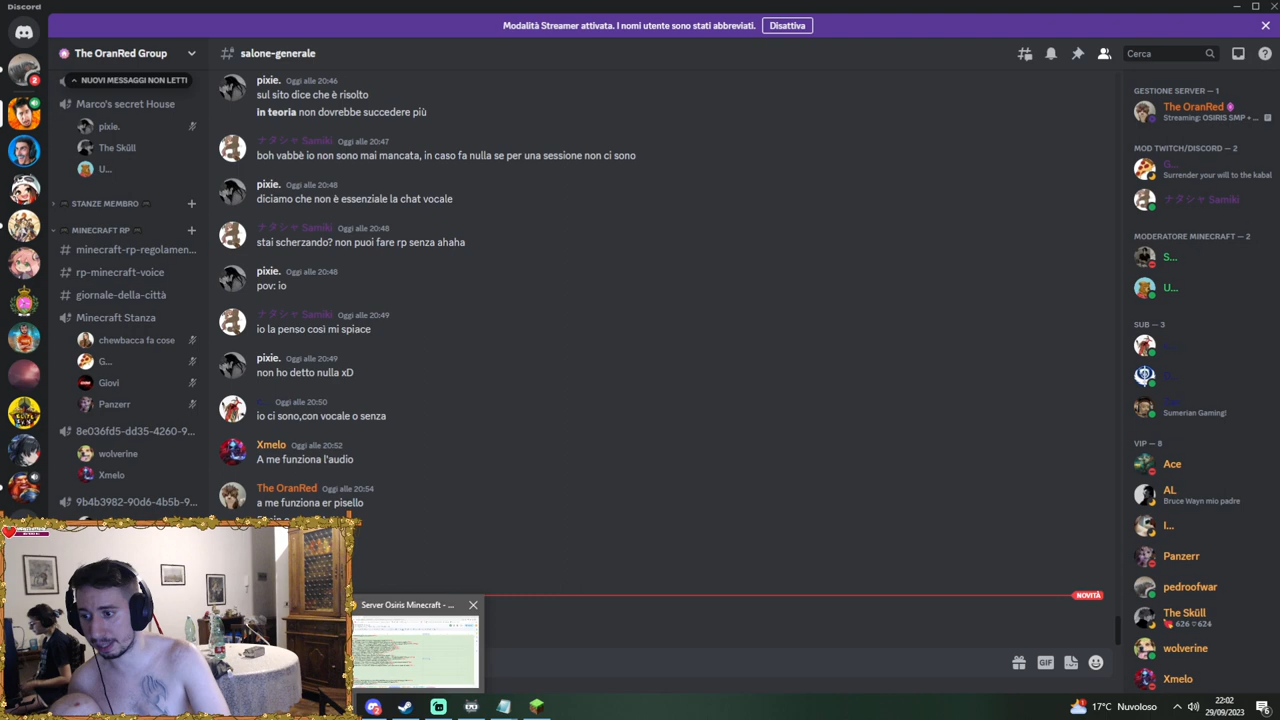 Discord
Modalità Streamer attivata. I nomi utente sono stati abbreviati.
Disattiva
The OranRed Group
NUOVI MESSAGGI NON LETTI
Marco's secret House
pixie.
The Sküll
U...
STANZE MEMBRO
MINECRAFT RP
minecraft-rp-regolamen...
rp-minecraft-voice
giornale-della-città
Minecraft Stanza
chewbacca fa cose
G...
Giovi
Panzerr
8e036fd5-dd35-4260-9...
wolverine
Xmelo
9b4b3982-90d6-4b5b-9...
2
salone-generale
Cerca
pixie. Oggi alle 20:46
sul sito dice che è risolto
in teoria non dovrebbe succedere più
ナタシャ Samiki Oggi alle 20:47
boh vabbè io non sono mai mancata, in caso fa nulla se per una sessione non ci sono
pixie. Oggi alle 20:48
diciamo che non è essenziale la chat vocale
ナタシャ Samiki Oggi alle 20:48
stai scherzando? non puoi fare rp senza ahaha
pixie. Oggi alle 20:48
pov: io
ナタシャ Samiki Oggi alle 20:49
io la penso così mi spiace
pixie. Oggi alle 20:49
non ho detto nulla xD
Oggi alle 20:50
io ci sono,con vocale o senza
Xmelo Oggi alle 20:52
A me funziona l'audio
The OranRed Oggi alle 20:54
a me funziona er pisello
NOVITÀ
Server Osiris Minecraft - ...
GIF
GESTIONE SERVER — 1
The OranRed
Streaming: OSIRIS SMP + ...
MOD TWITCH/DISCORD — 2
G...
Surrender your will to the kabal
ナタシャ Samiki
MODERATORE MINECRAFT — 2
S...
U...
SUB — 3
Sumerian Gaming!
VIP — 8
Ace
AL
Bruce Wayn mio padre
I...
Panzerr
pedroofwar
The Sküll
626 624
wolverine
Xmelo
17°C Nuvoloso
22:02
29/09/2023
6